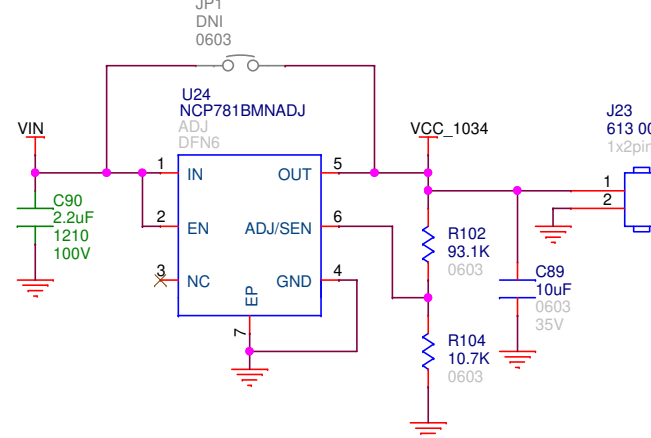 JP1
DNI
0603
U24
NCP781BMNADJ
ADJ
DFN6
VIN
VCC_1034
J23
613 00
1x2pin
1
IN
OUT
5
C90
2.2uF
1210
100V
2
EN
ADJ/SEN
6
1
2
R102
93.1K
0603
3
NC
EP
GND
4
C89
10uF
0603
35V
7
R104
10.7K
0603